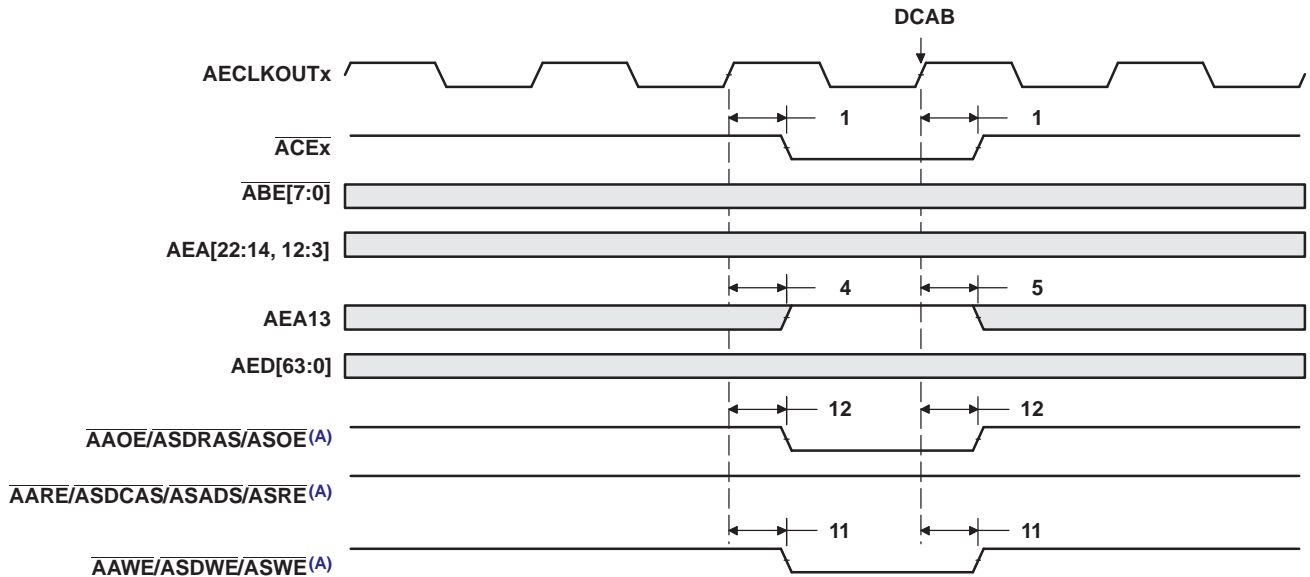 DCAB
AECLKOUTx
1 1
ACEx
ABE[7:0]
AEA[22:14, 12:3]
4 5
AEA13
AED[63:0]
12 12
AAOE/ASDRAS/ASOE(A)
AARE/ASDCAS/ASADS/ASRE(A)
11 11
AAWE/ASDWE/ASWE(A)